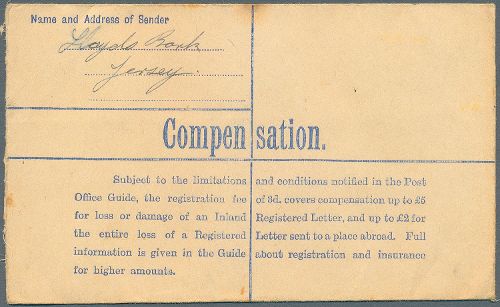 Name and Address of Sender
Lloyds Bank
Jersey.
Compensation.
Subject to the limitations and conditions notified in the Post
Office Guide, the registration fee of 3d. covers compensation up to £5
for loss or damage of an Inland Registered Letter, and up to £2 for
the entire loss of a Registered Letter sent to a place abroad. Full
information is given in the Guide about registration and insurance
for higher amounts.